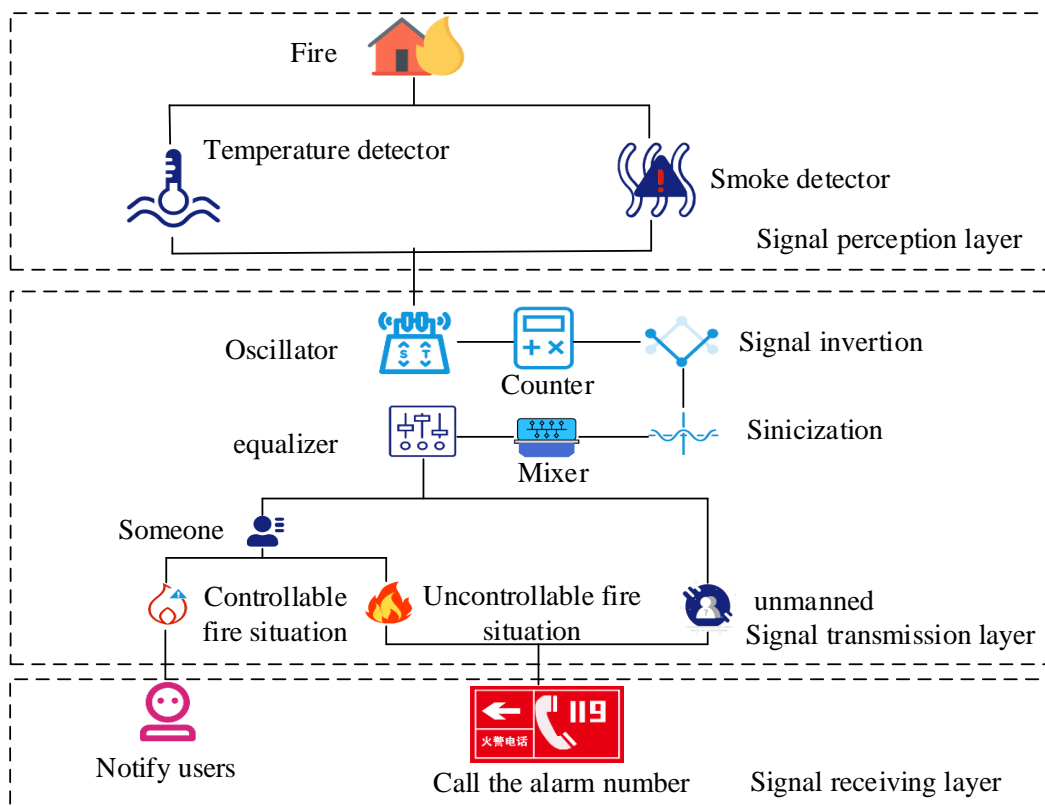 Fire
Temperature detector
Smoke detector
Signal perception layer
S T
Oscillator
Counter
Signal invertion
equalizer
Mixer
Sinicization
Someone
Controllable
fire situation
Uncontrollable fire
situation
unmanned
Signal transmission layer
119
火警电话
Notify users
Call the alarm number
Signal receiving layer